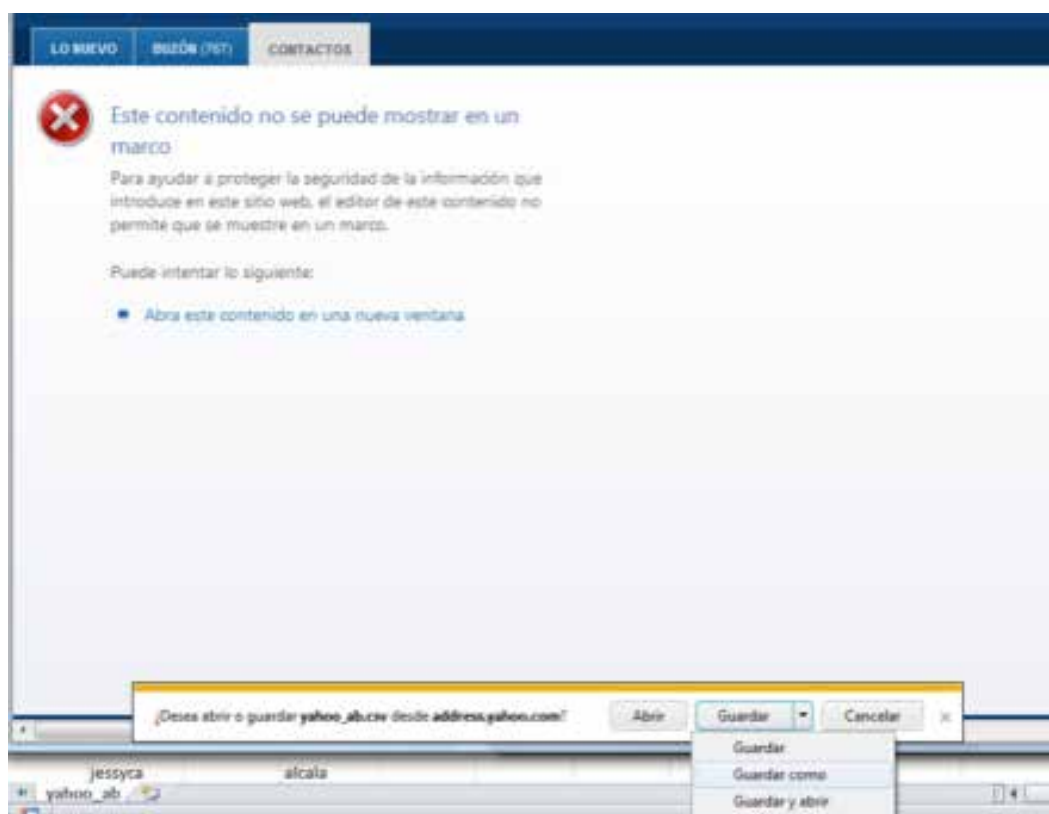 LO NUEVO BUZÓN (767) CONTACTOS
Este contenido no se puede mostrar en un
marco
Para ayudar a proteger la seguridad de la información que
introduce en este sitio web, el editor de este contenido no
permite que se muestre en un marco.
Puede intentar lo siguiente:
Abra este contenido en una nueva ventana
¿Desea abrir o guardar yahoo_ab.csv desde address.yahoo.com? Abrir Guardar Cancelar
Guardar
Guardar como
Guardar y abrir
jessyca alcala
yahoo_ab